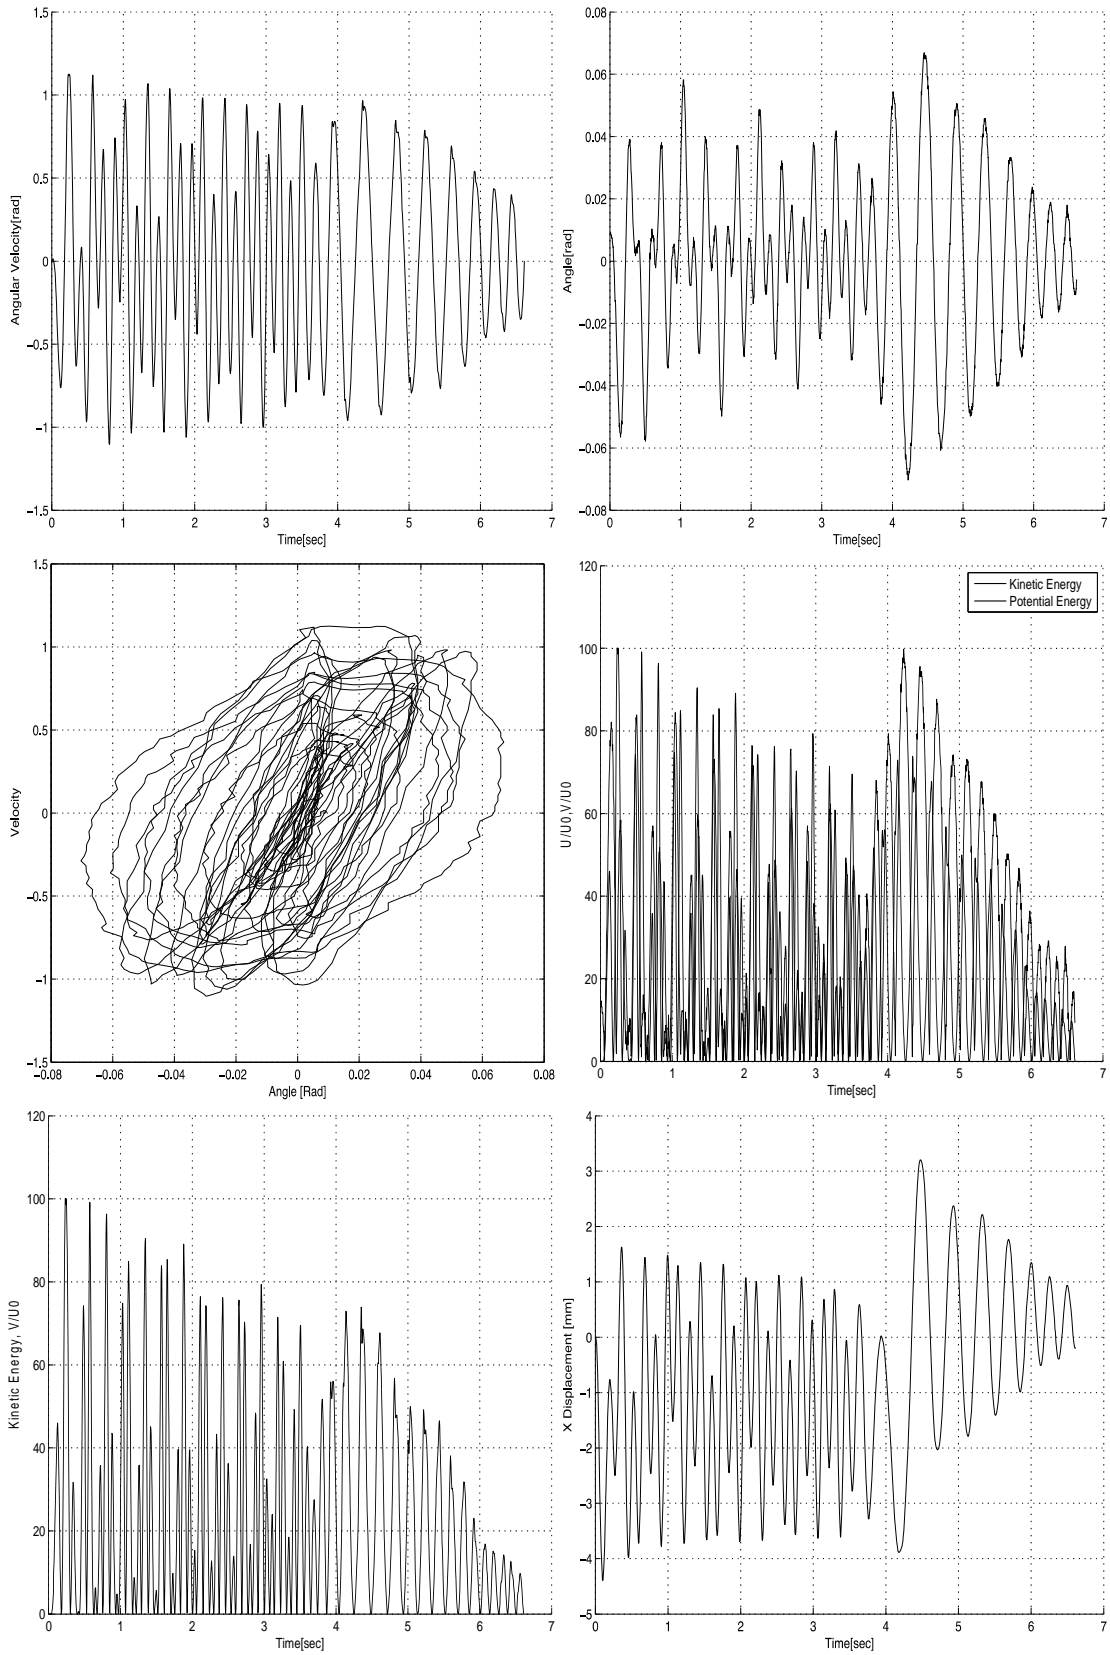 1.5
1
0.5
0
−0.5
−1
−1.5
0 1 2 3 4 5 6 7
Time[sec]
Angular Velocity[rad]
0.08
0.06
0.04
0.02
0
−0.02
−0.04
−0.06
−0.08
0 1 2 3 4 5 6 7
Time[sec]
Angle[rad]
1.5
1
0.5
0
−0.5
−1
−1.5
−0.08 −0.06 −0.04 −0.02 0 0.02 0.04 0.06 0.08
Angle [Rad]
Velocity
120
100
80
60
40
20
0
0 1 2 3 4 5 6 7
Time[sec]
U/U0,V/U0
Kinetic Energy
Potential Energy
120
100
80
60
40
20
0
0 1 2 3 4 5 6 7
Time[sec]
Kinetic Energy, V/U0
4
3
2
1
0
−1
−2
−3
−4
−5
0 1 2 3 4 5 6 7
Time[sec]
X Displacement [mm]